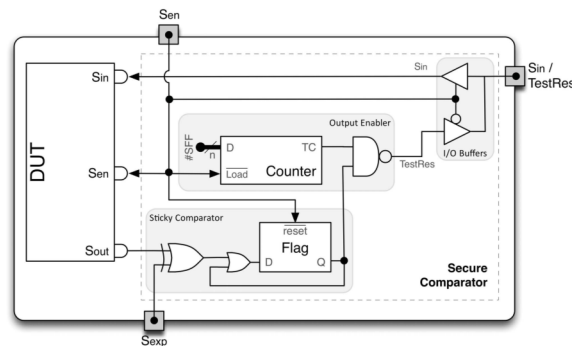 Sen
Sin
Sin
Sin /
TestRes
Output Enabler
#SFF
n
D
TC
Load
Counter
TestRes
I/O Buffers
DUT
Sen
Sticky Comparator
reset
Flag
D
Q
Sout
Secure
Comparator
Sexp